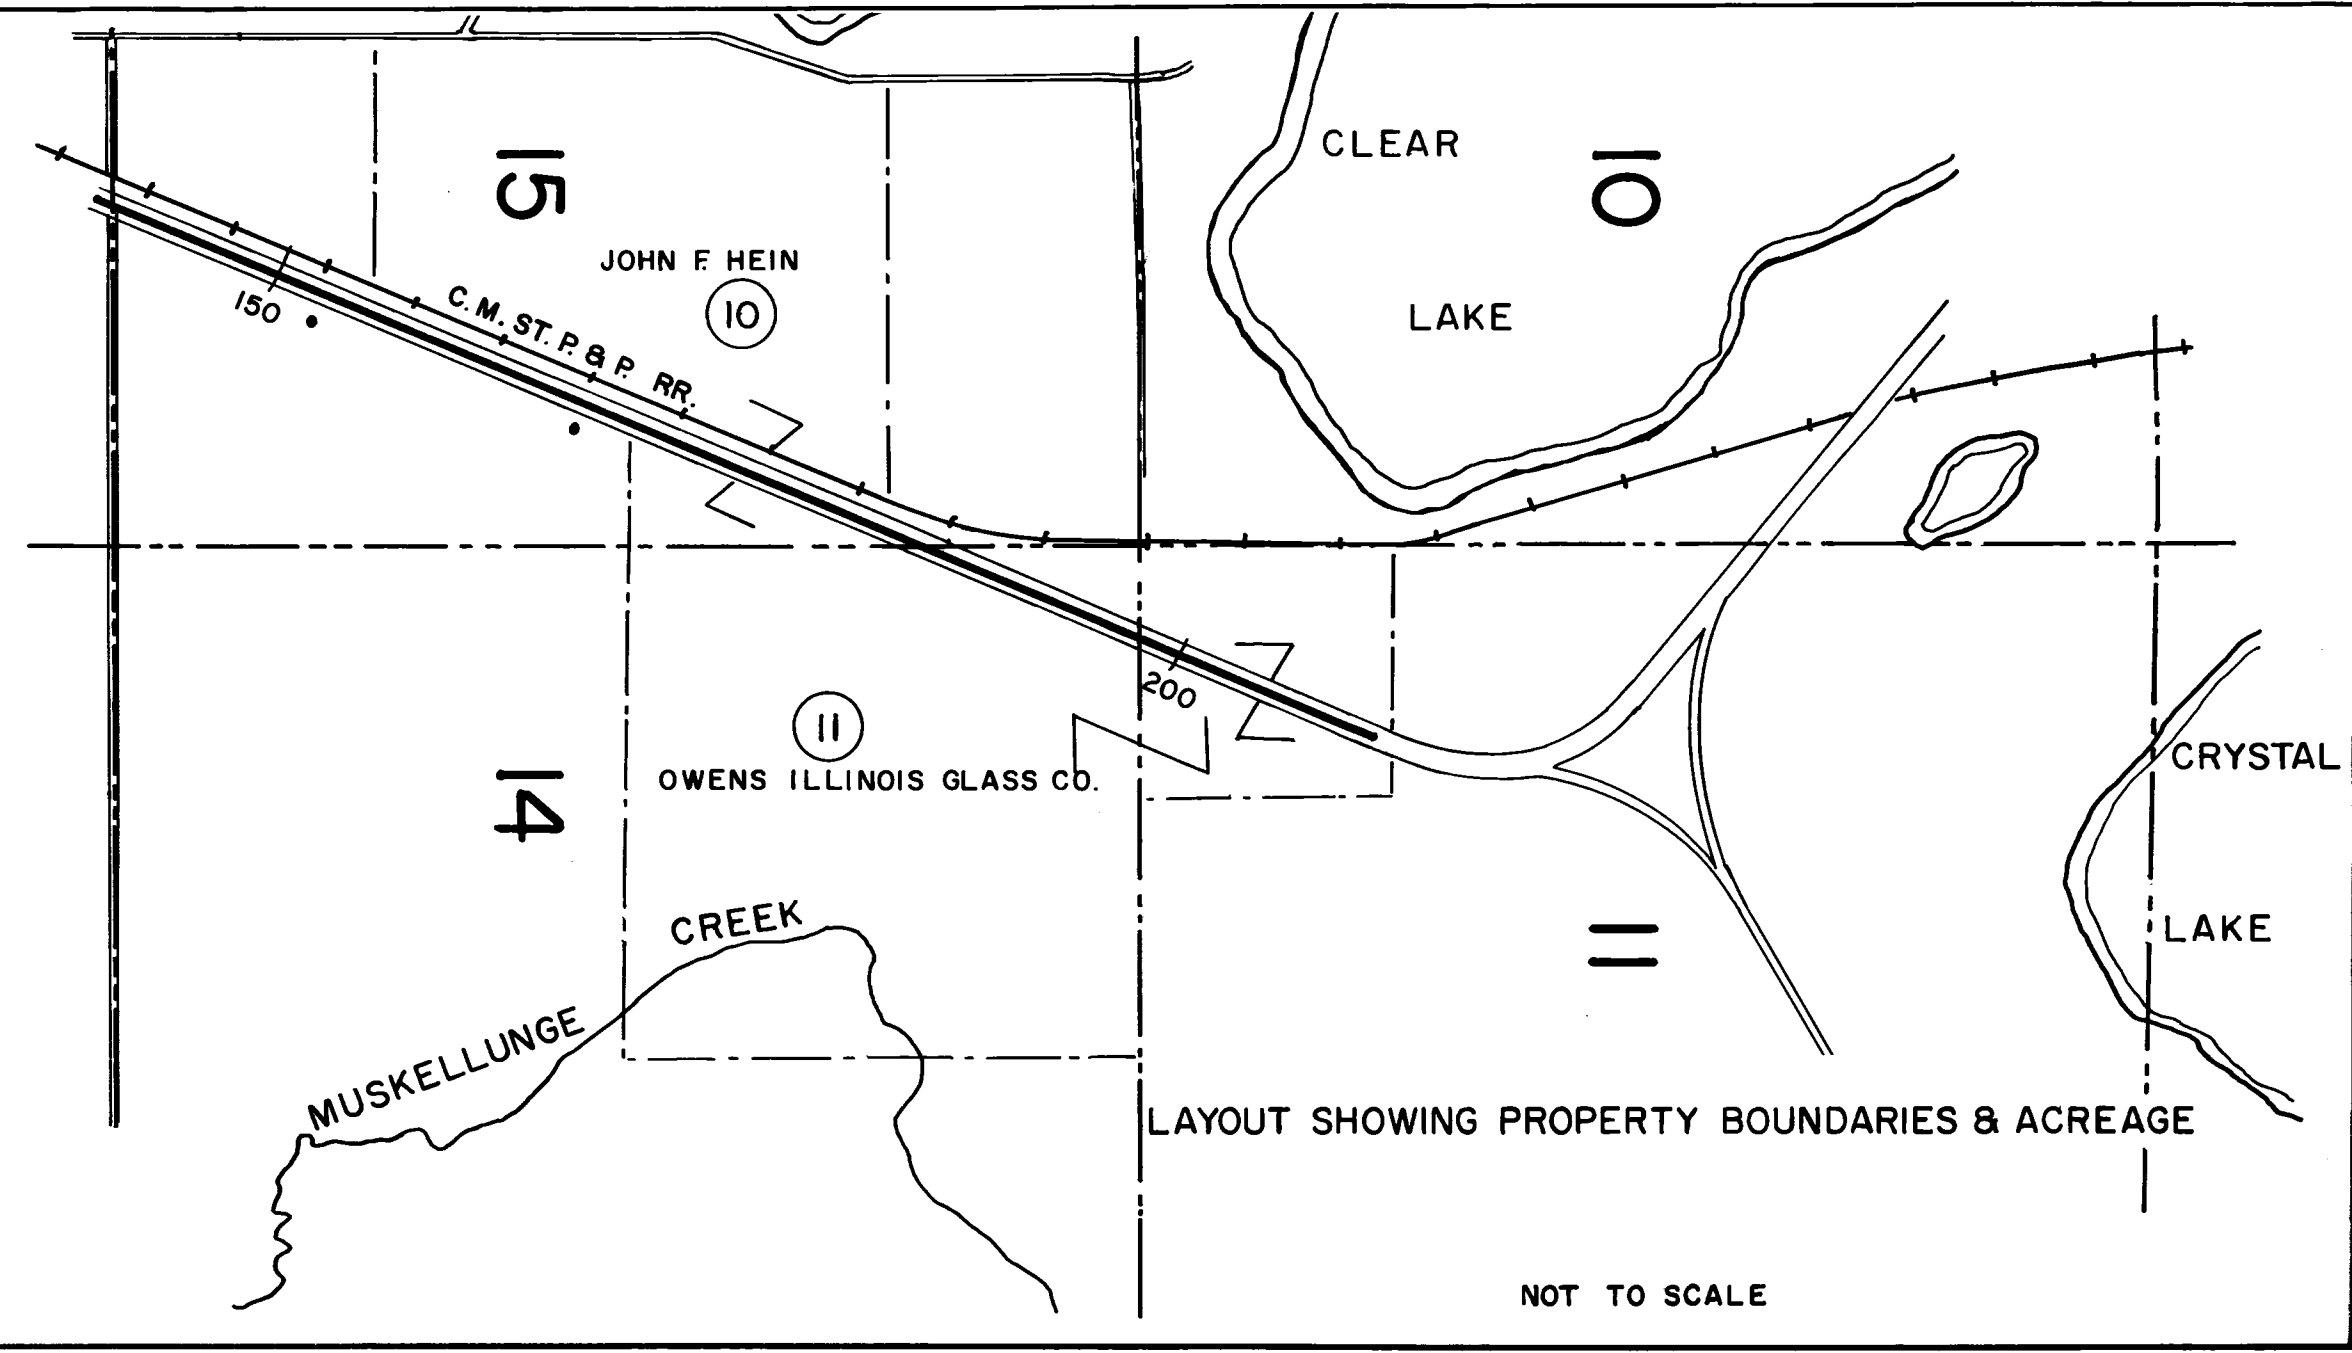 CLEAR
LAKE
15
10
JOHN F. HEIN
10
C. M. ST. P. & P. RR.
150
200
11
OWENS ILLINOIS GLASS CO.
14
11
CRYSTAL
LAKE
MUSKELLUNGE CREEK
LAYOUT SHOWING PROPERTY BOUNDARIES & ACREAGE
NOT TO SCALE